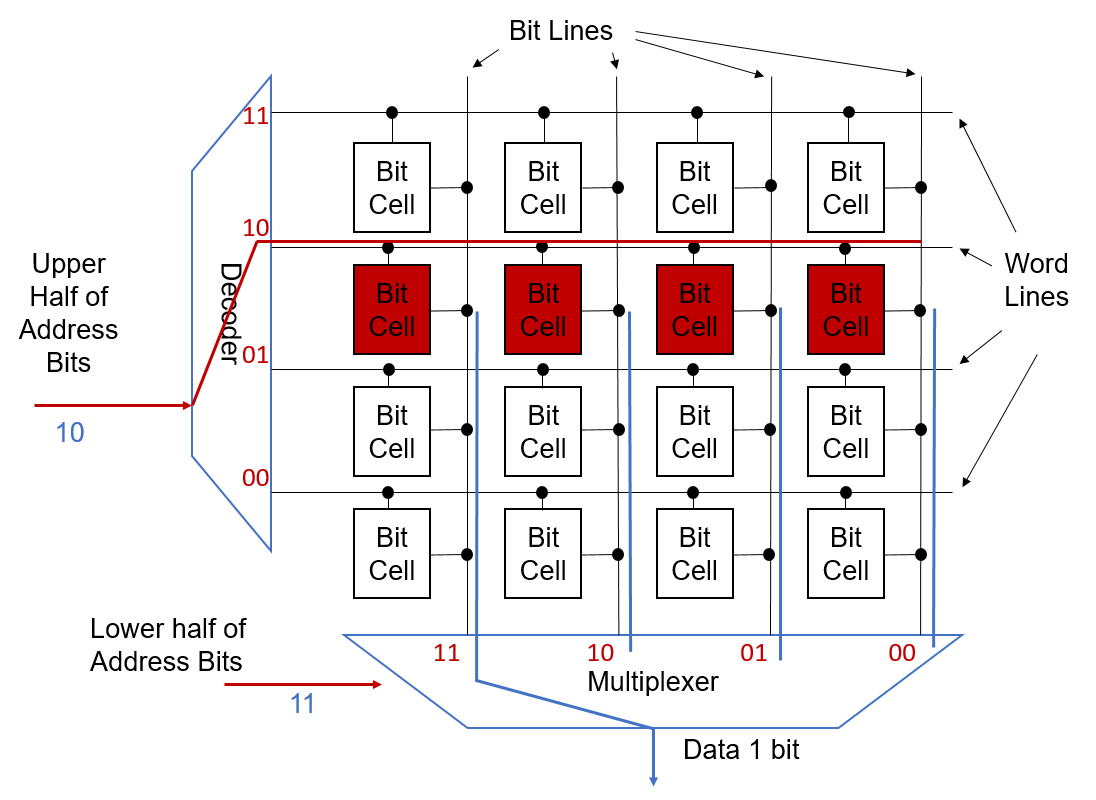 Bit Lines
11
Bit Bit Bit Bit
Cell Cell Cell Cell
10
Upper
Half of
Address
Bits
Decoder
Word
Lines
Bit Bit Bit Bit
Cell Cell Cell Cell
01
10
Bit Bit Bit Bit
Cell Cell Cell Cell
00
Bit Bit Bit Bit
Cell Cell Cell Cell
Lower half of
Address Bits
11
11 10 01 00
Multiplexer
Data 1 bit